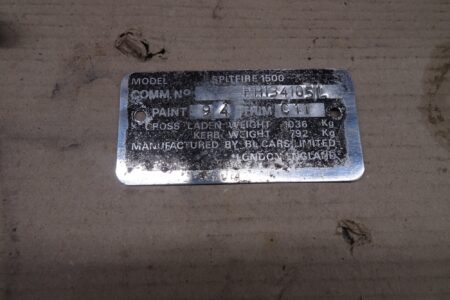 MODEL SPITFIRE 1500
COMM. Nº
PAINT 94 TRIM C11
GROSS LADEN WEIGHT 1036 Kg
KERB WEIGHT 792 Kg
MANUFACTURED BY BL CARS LIMITED
LONDON ENGLAND